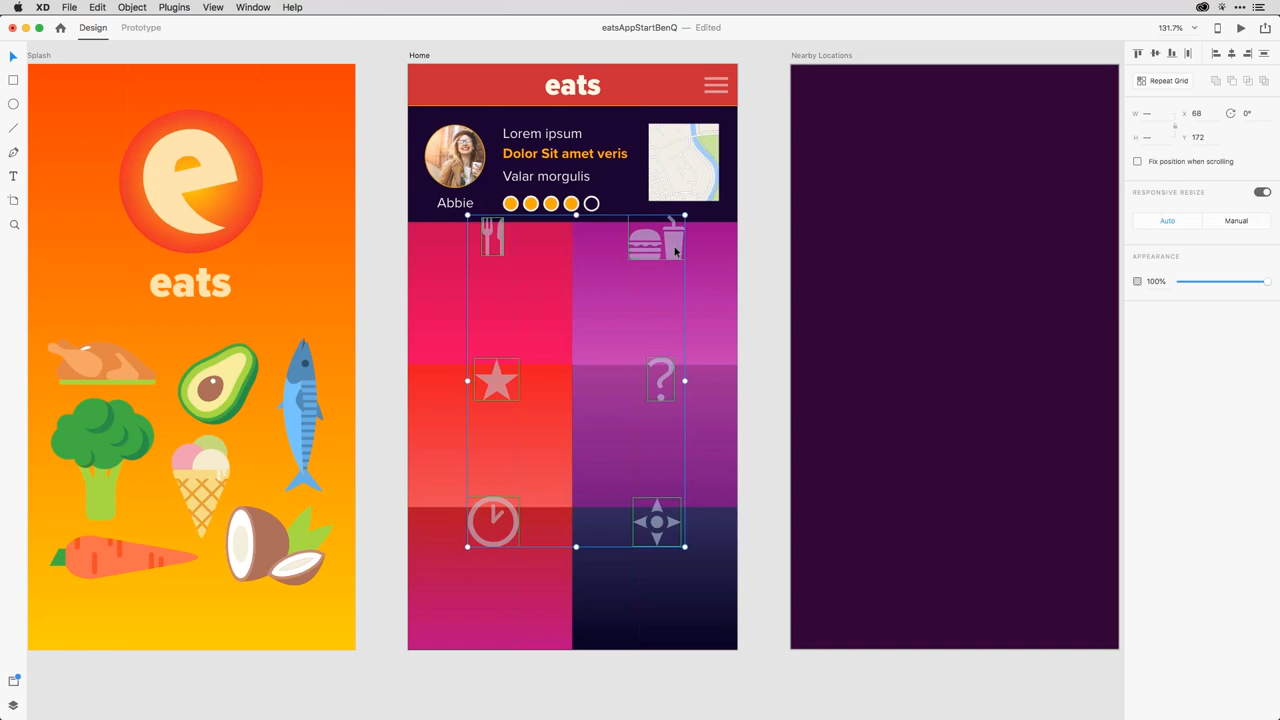 XD File Edit Object Plugins View Window Help
Design Prototype
eatsAppStartBenQ — Edited
131.7%
Splash
Home
Nearby Locations
eats
eats
Lorem ipsum
Dolor Sit amet veris
Valar morgulis
Abbie
Repeat Grid
W — X 68 0°
H — Y 172
Fix position when scrolling
RESPONSIVE RESIZE
Auto Manual
APPEARANCE
100%
T
e
?